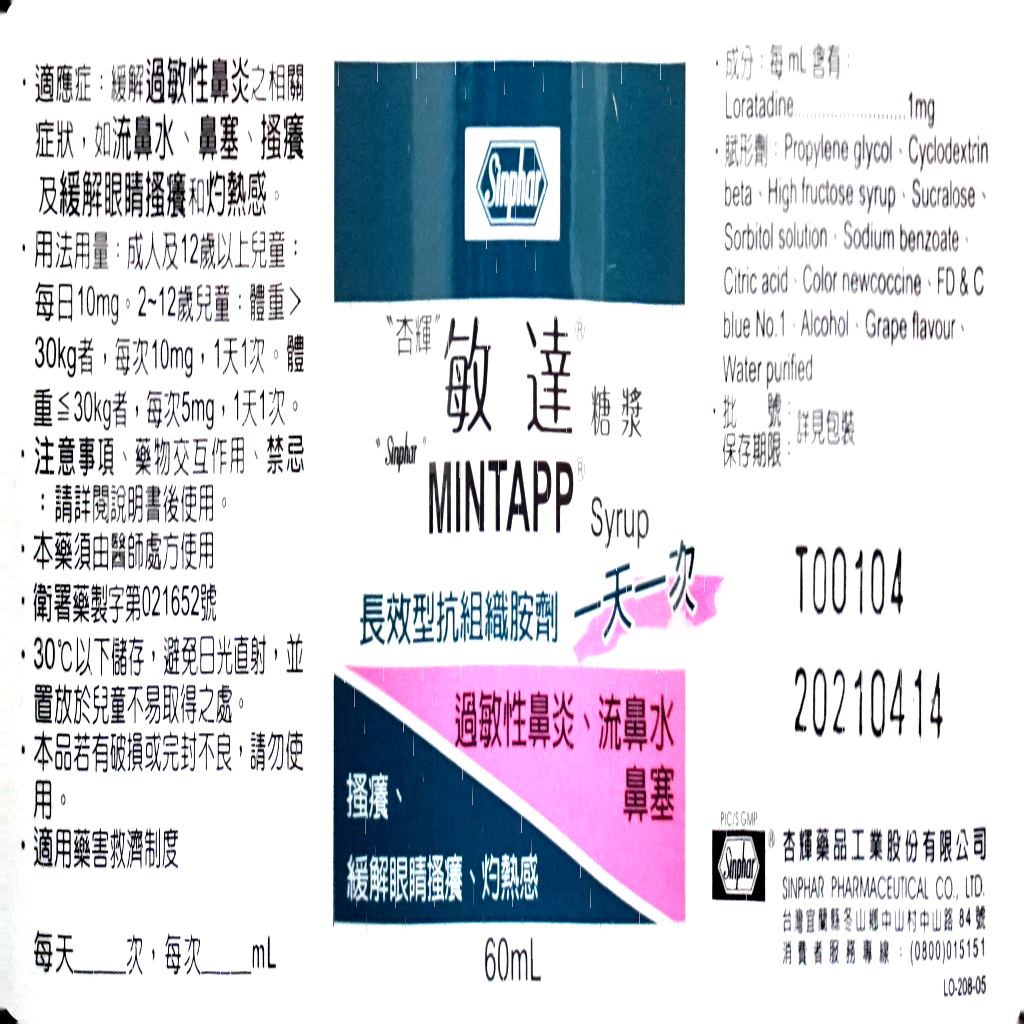 ・適應症：緩解過敏性鼻炎之相關
症狀，如流鼻水、鼻塞、搔癢
及緩解眼睛搔癢和灼熱感。
・用法用量：成人及12歲以上兒童：
每日10mg。2~12歲兒童：體重＞
30kg者，每次10mg，1天1次。體
重≦30kg者，每次5mg，1天1次。
・注意事項、藥物交互作用、禁忌
：請詳閱說明書後使用。
・本藥須由醫師處方使用
・衛署藥製字第021652號
・30℃以下儲存，避免日光直射，並
置放於兒童不易取得之處。
・本品若有破損或完封不良，請勿使
用。
・適用藥害救濟制度
每天____次，每次____mL
Sinphar
"杏輝"敏達®糖漿
"Sinphar"
MINTAPP® Syrup
長效型抗組織胺劑 一天一次
過敏性鼻炎、流鼻水
鼻塞
搔癢、
緩解眼睛搔癢、灼熱感
60mL
・成分：每 mL 含有：
Loratadine.......................1mg
・賦形劑：Propylene glycol、Cyclodextrin
beta、High fructose syrup、Sucralose、
Sorbitol solution、Sodium benzoate、
Citric acid、Color newcoccine、FD & C
blue No.1、Alcohol、Grape flavour、
Water purified
・批　號：
保存期限：詳見包裝
T00104
20210414
PIC/S GMP
Sinphar® 杏輝藥品工業股份有限公司
SINPHAR PHARMACEUTICAL CO., LTD.
台灣宜蘭縣冬山鄉中山村中山路 84 號
消費者服務專線：(0800)015151
LO-208-05